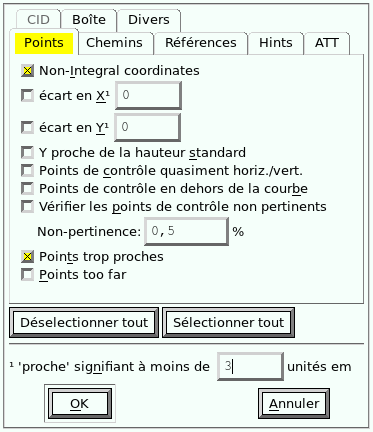 CID Boîte Divers
Points Chemins Références Hints ATT
Non-Integral coordinates
écart en X¹ 0
écart en Y¹ 0
Y proche de la hauteur standard
Points de contrôle quasiment horiz./vert.
Points de contrôle en dehors de la courbe
Vérifier les points de contrôle non pertinents
Non-pertinence: 0,5 %
Points trop proches
Points too far
Déselectionner tout Sélectionner tout
¹ 'proche' signifiant à moins de 3 unités em
OK Annuler